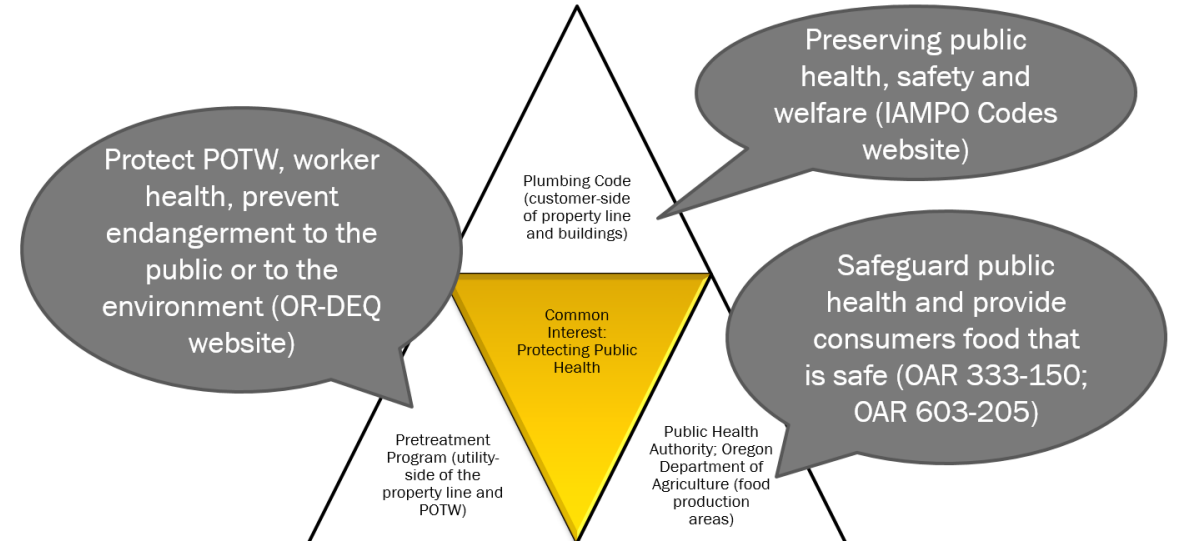 Preserving public
health, safety and
welfare (IAMPO Codes
website)
Protect POTW, worker
health, prevent
endangerment to the
public or to the
environment (OR-DEQ
website)
Plumbing Code
(customer-side
of property line
and buildings)
Safeguard public
health and provide
consumers food that
is safe (OAR 333-150;
OAR 603-205)
Common
Interest:
Protecting Public
Health
Pretreatment
Program (utility-
side of the
property line and
POTW)
Public Health
Authority; Oregon
Department of
Agriculture (food
production
areas)